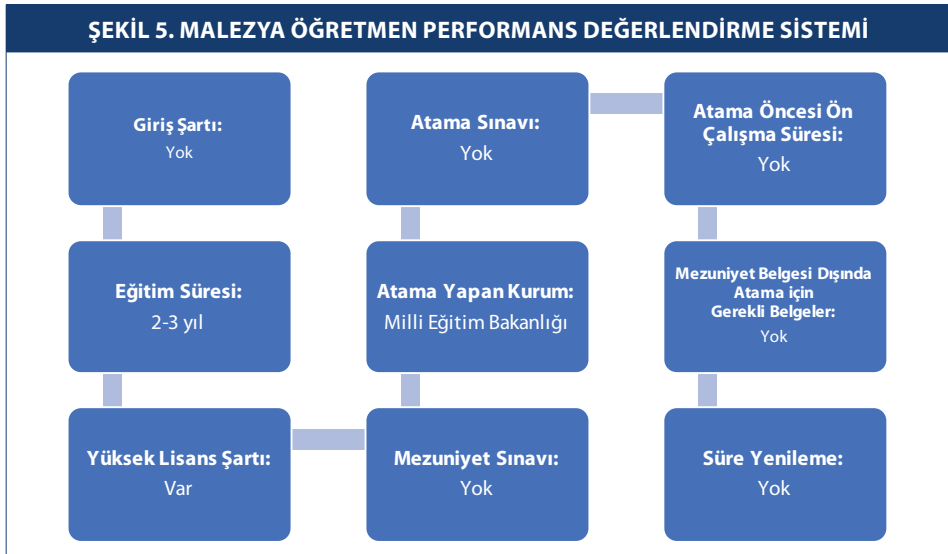 ŞEKİL 5. MALEZYA ÖĞRETMEN PERFORMANS DEĞERLENDİRME SİSTEMİ
Giriş Şartı:
Yok
Eğitim Süresi:
2-3 yıl
Yüksek Lisans Şartı:
Var
Mezuniyet Sınavı:
Yok
Atama Yapan Kurum:
Milli Eğitim Bakanlığı
Atama Sınavı:
Yok
Atama Öncesi Ön
Çalışma Süresi:
Yok
Mezuniyet Belgesi Dışında
Atama için
Gerekli Belgeler:
Yok
Süre Yenileme:
Yok